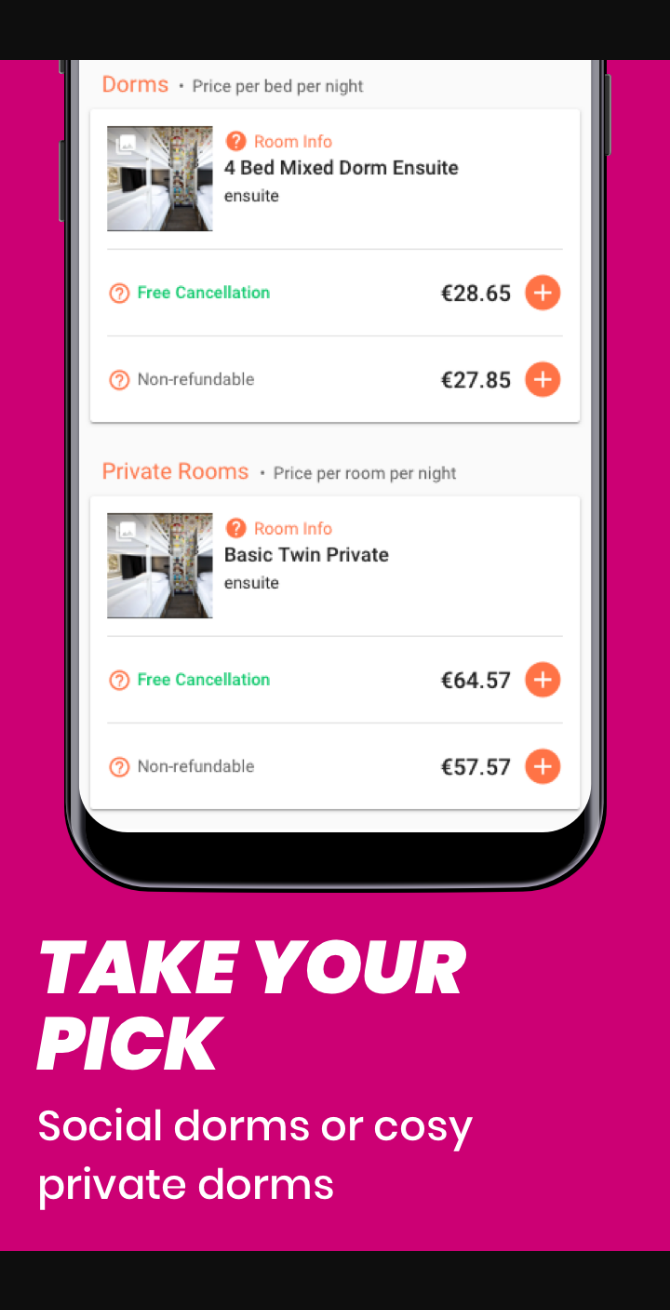 Dorms • Price per bed per night
Room Info
4 Bed Mixed Dorm Ensuite
ensuite
Free Cancellation €28.65
Non-refundable €27.85
Private Rooms • Price per room per night
Room Info
Basic Twin Private
ensuite
Free Cancellation €64.57
Non-refundable €57.57
TAKE YOUR
PICK
Social dorms or cosy
private dorms